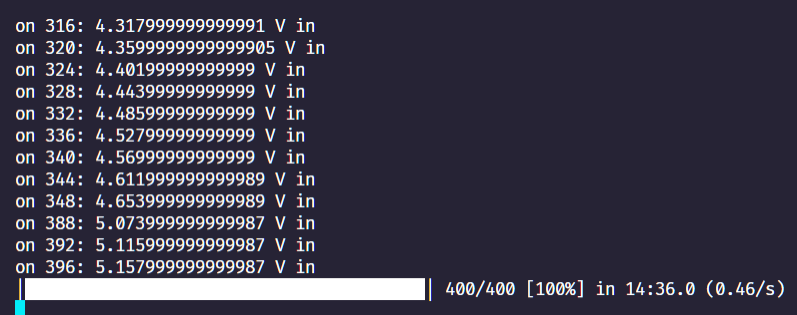 on 316: 4.317999999999991 V in
on 320: 4.3599999999999905 V in
on 324: 4.40199999999999 V in
on 328: 4.44399999999999 V in
on 332: 4.48599999999999 V in
on 336: 4.52799999999999 V in
on 340: 4.56999999999999 V in
on 344: 4.611999999999989 V in
on 348: 4.653999999999989 V in
on 388: 5.073999999999987 V in
on 392: 5.115999999999987 V in
on 396: 5.157999999999987 V in
| | 400/400 [100%] in 14:36.0 (0.46/s)